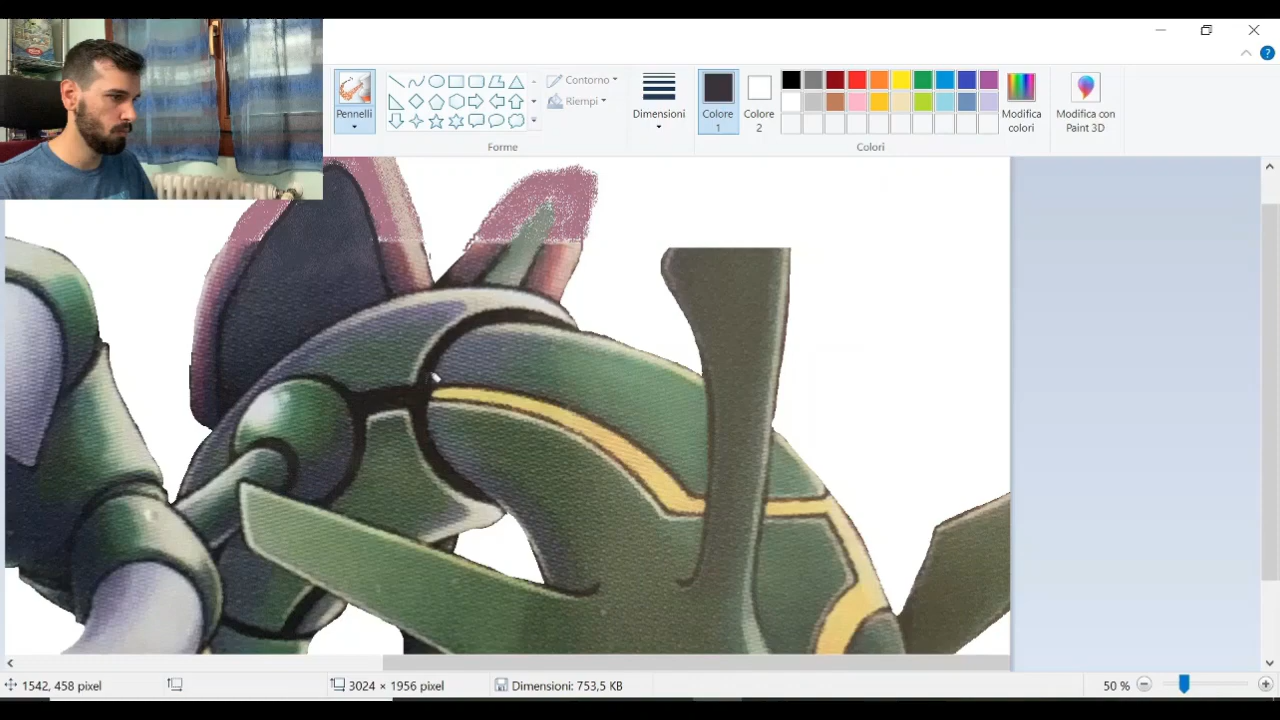 Contorno
Riempi
Pennelli
Dimensioni
Colore
1
Colore
2
Modifica
colori
Modifica con
Paint 3D
Forme
Colori
1542, 458 pixel
3024 × 1956 pixel
Dimensioni: 753,5 KB
50 %